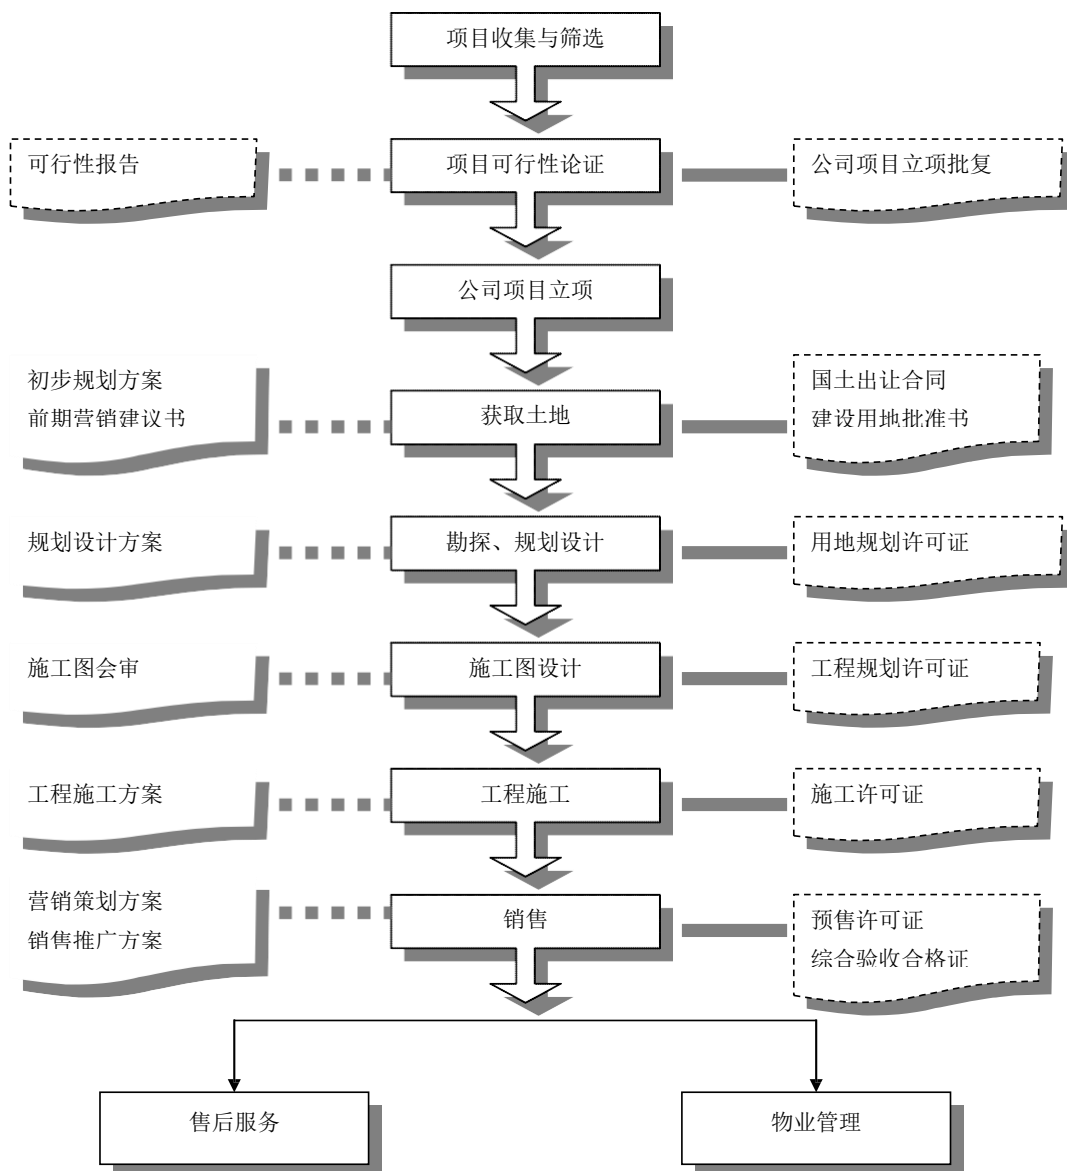 项目收集与筛选
可行性报告
项目可行性论证
公司项目立项批复
公司项目立项
初步规划方案
前期营销建议书
获取土地
国土出让合同
建设用地批准书
规划设计方案
勘探、规划设计
用地规划许可证
施工图会审
施工图设计
工程规划许可证
工程施工方案
工程施工
施工许可证
营销策划方案
销售推广方案
销售
预售许可证
综合验收合格证
售后服务
物业管理